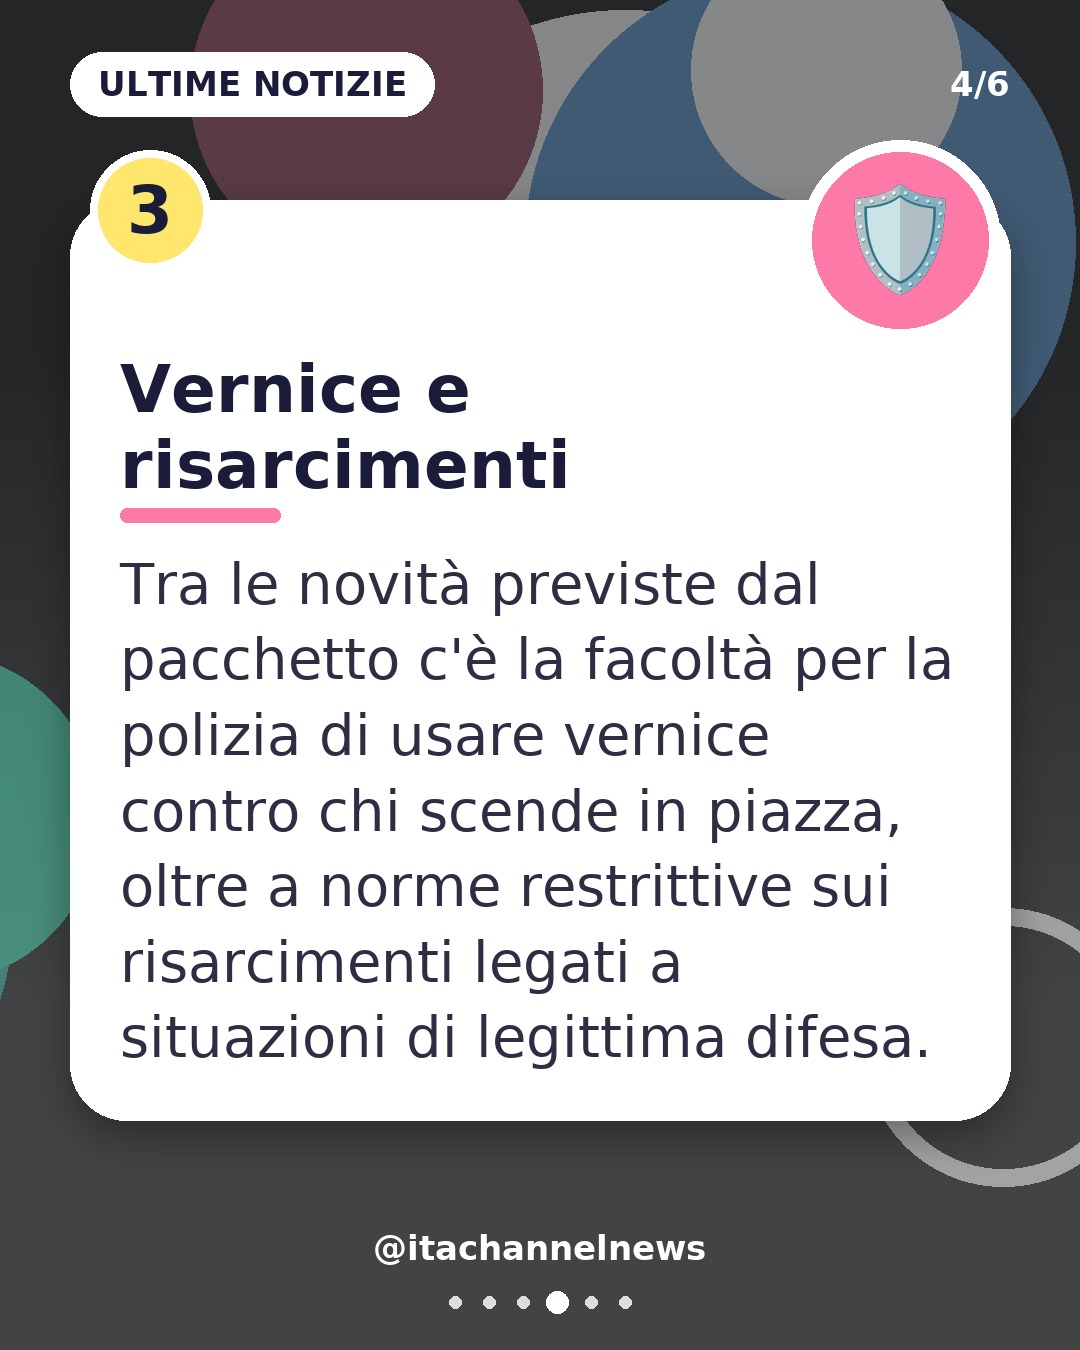 ULTIME NOTIZIE
4/6
3
Vernice e
risarcimenti
Tra le novità previste dal
pacchetto c'è la facoltà per la
polizia di usare vernice
contro chi scende in piazza,
oltre a norme restrittive sui
risarcimenti legati a
situazioni di legittima difesa.
@itachannelnews